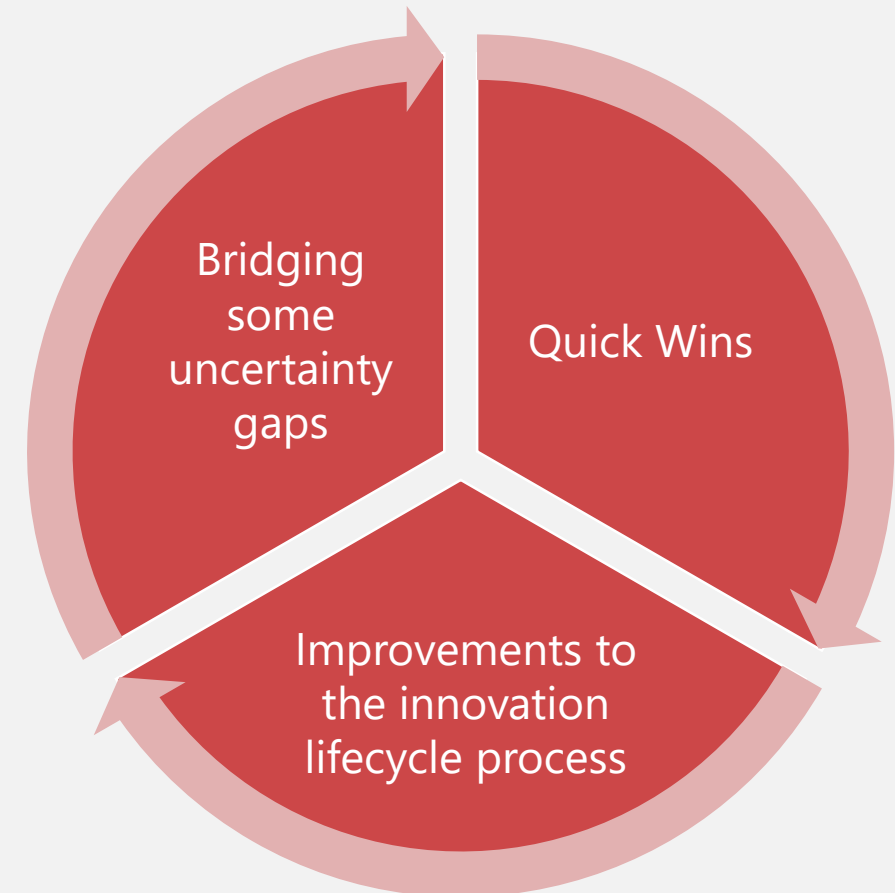 Bridging
some
uncertainty
gaps
Quick Wins
Improvements to
the innovation
lifecycle process